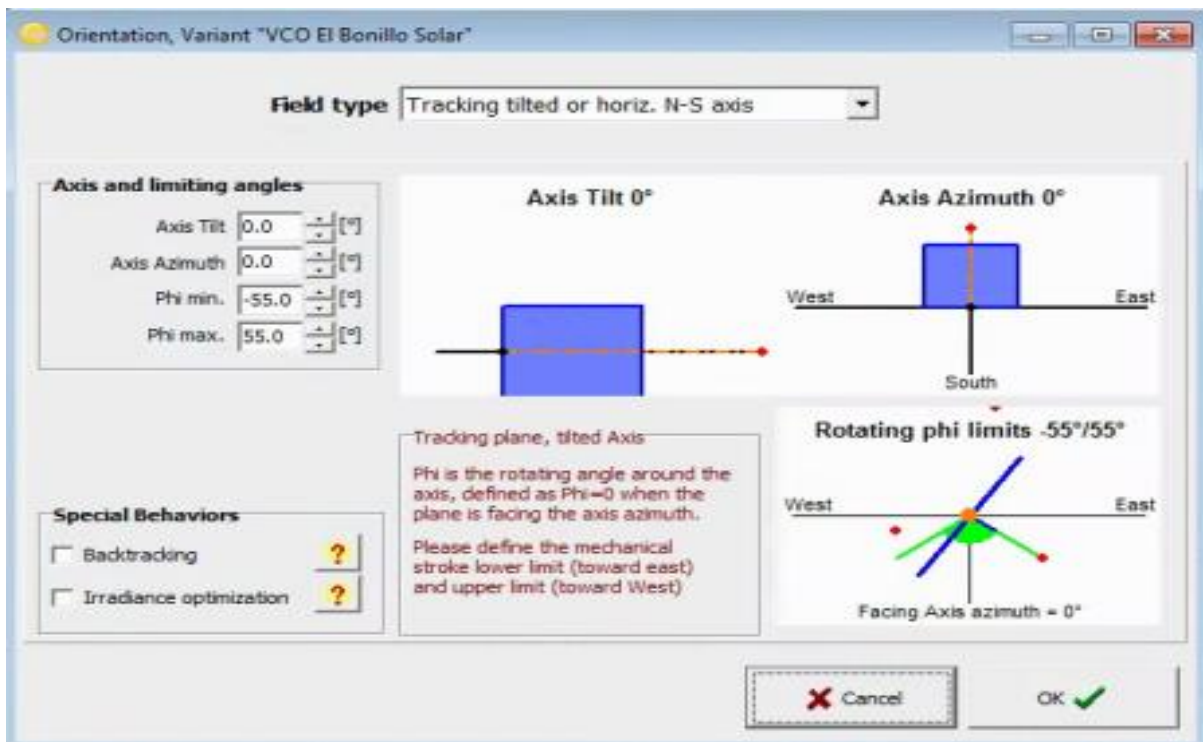 Orientation, Variant "VCO El Bonillo Solar"
Field type Tracking tilted or horiz. N-S axis
Axis and limiting angles
Axis Tilt 0.0 [°]
Axis Azimuth 0.0 [°]
Phi min. -55.0 [°]
Phi max. 55.0 [°]
Axis Tilt 0°
Axis Azimuth 0°
West East
South
Special Behaviors
Backtracking ?
Irradiance optimization ?
Tracking plane, tilted Axis
Phi is the rotating angle around the
axis, defined as Phi=0 when the
plane is facing the axis azimuth.
Please define the mechanical
stroke lower limit (toward east)
and upper limit (toward West)
Rotating phi limits -55°/55°
West East
Facing Axis azimuth = 0°
Cancel OK